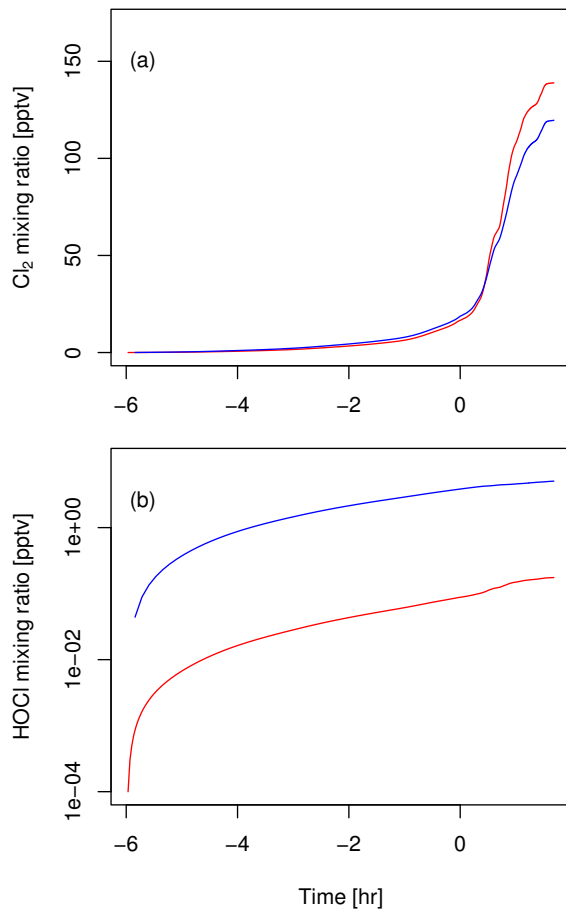 (a)
Cl₂ mixing ratio [pptv]
150
100
50
0
−6 −4 −2 0
(b)
HOCl mixing ratio [pptv]
1e+00
1e−02
1e−04
−6 −4 −2 0
Time [hr]